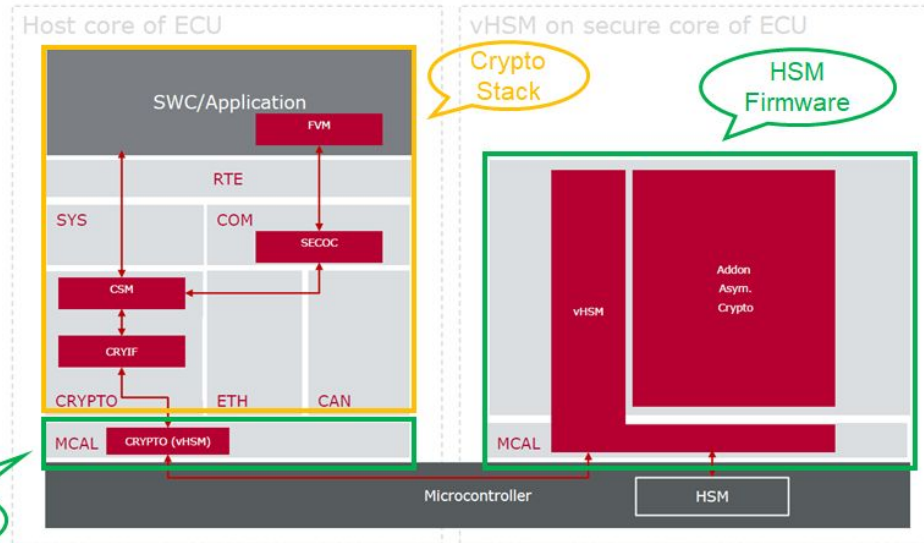 Host core of ECU
vHSM on secure core of ECU
Crypto
Stack
HSM
Firmware
SWC/Application
FVM
RTE
SYS
COM
SECOC
CSM
CRYIF
CRYPTO
ETH
CAN
MCAL
CRYPTO (vHSM)
vHSM
Addon
Asym.
Crypto
MCAL
Microcontroller
HSM